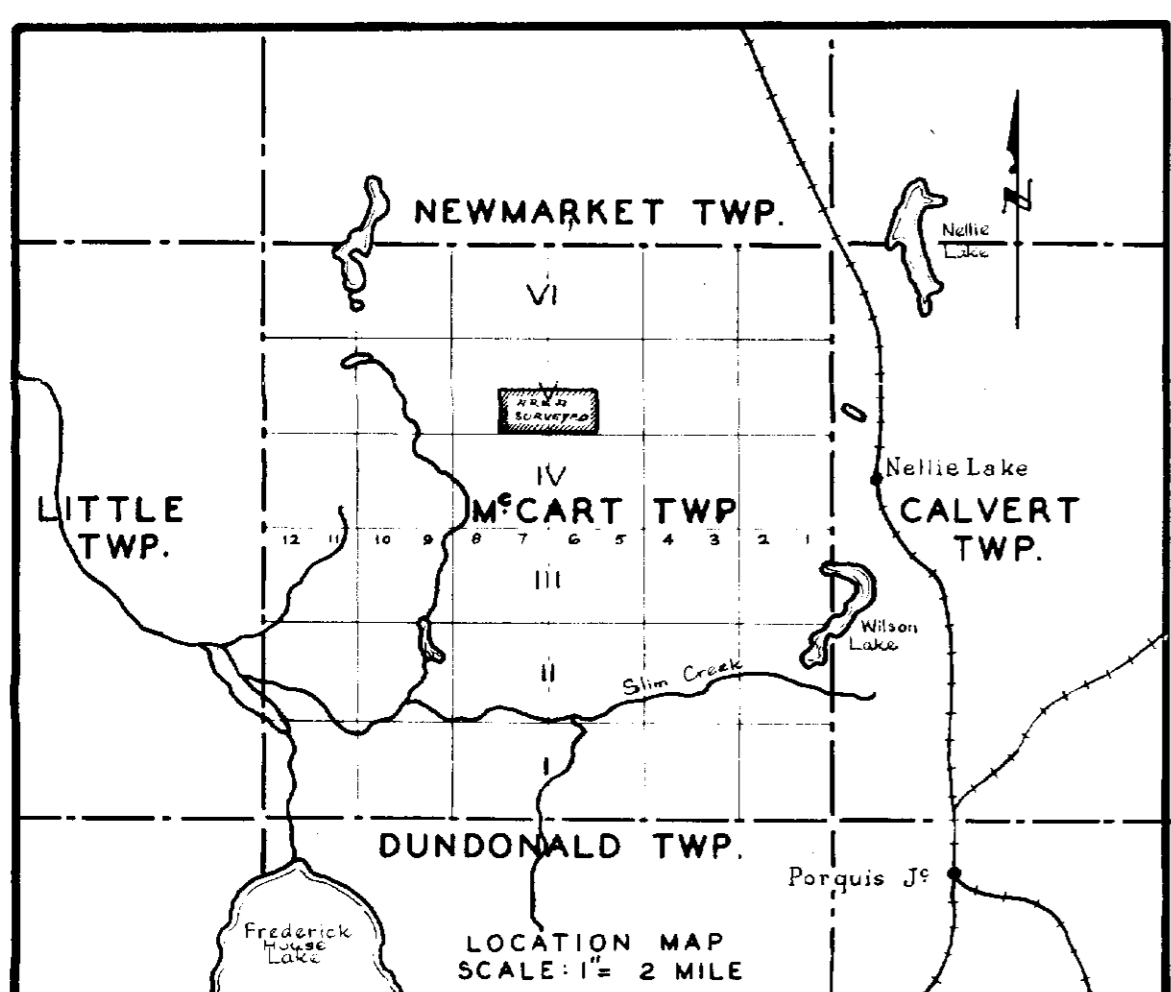 NEWMARKET TWP.
N
Nellie
Lake
VI
V
AREA
SURVEYED
IV
Nellie Lake
LITTLE
TWP.
McCART TWP
CALVERT
TWP.
12 11 10 9 8 7 6 5 4 3 2 1
III
Wilson
Lake
II
Slim Creek
I
DUNDONALD TWP.
Porquis Jc
Frederick
House
Lake
LOCATION MAP
SCALE: 1"= 2 MILE